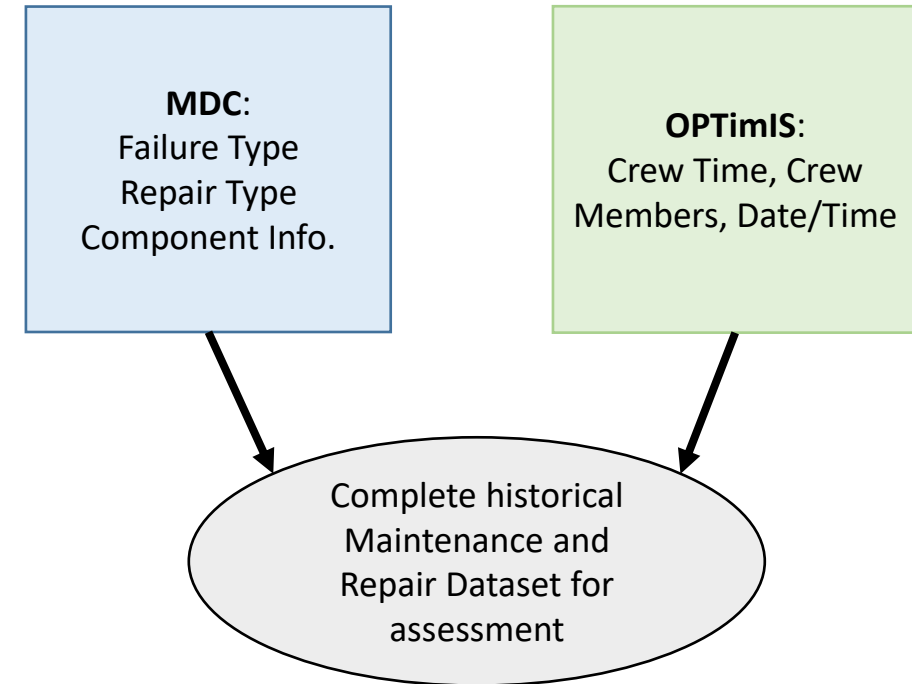 MDC:
Failure Type
Repair Type
Component Info.
OPTimIS:
Crew Time, Crew
Members, Date/Time
Complete historical
Maintenance and
Repair Dataset for
assessment